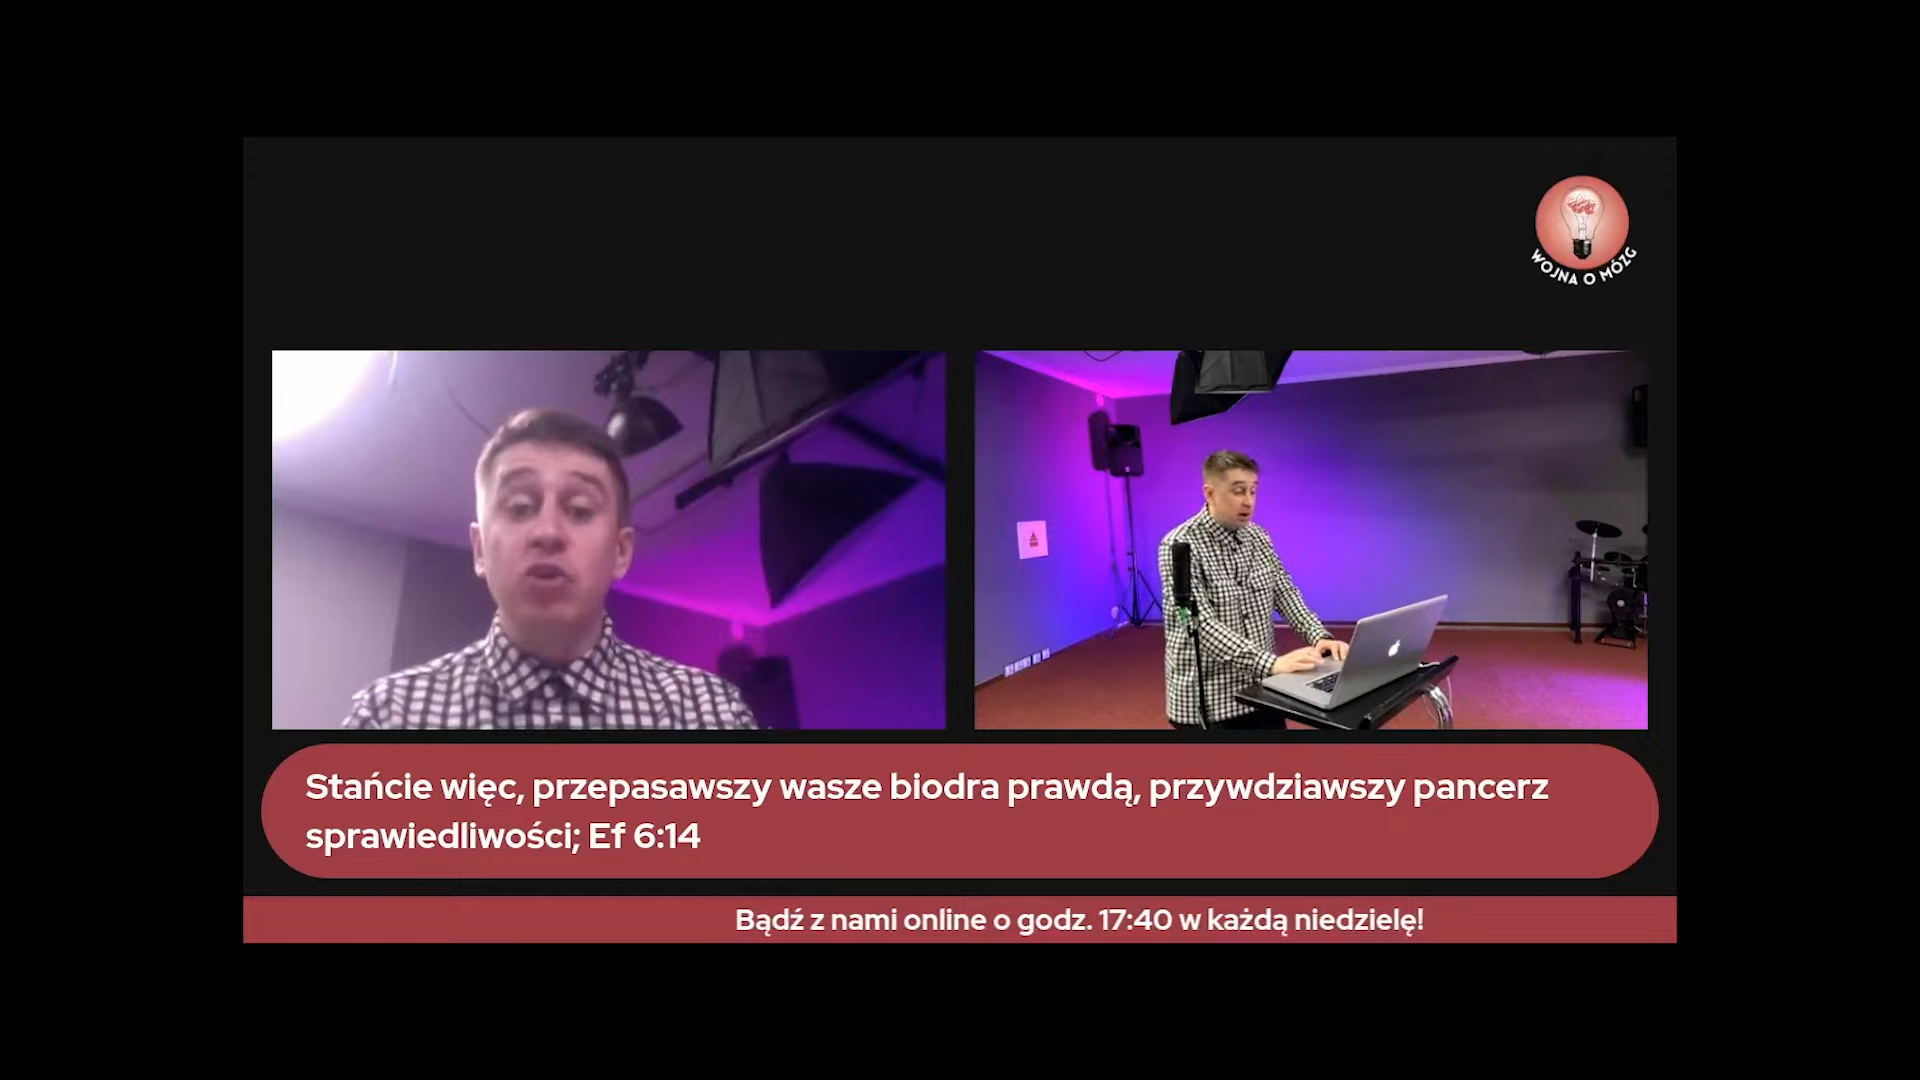 WOJNA O MÓZG
Stańcie więc, przepasawszy wasze biodra prawdą, przywdziawszy pancerz
sprawiedliwości; Ef 6:14
Bądź z nami online o godz. 17:40 w każdą niedzielę!